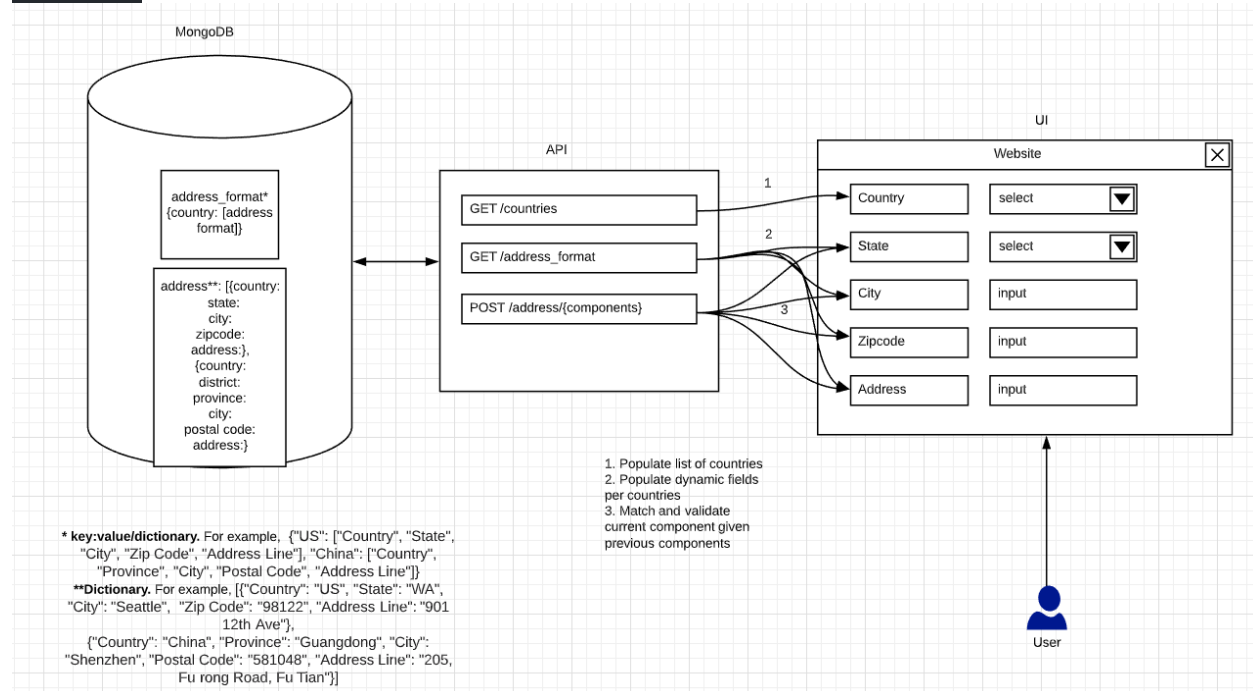 MongoDB
address_format*
{country: [address
format]}
address**: [{country:
state:
city:
zipcode:
address:},
{country:
district:
province:
city:
postal code:
address:}
API
GET /countries
GET /address_format
POST /address/{components}
1
2
3
UI
Website
Country
select
State
select
City
input
Zipcode
input
Address
input
1. Populate list of countries
2. Populate dynamic fields
per countries
3. Match and validate
current component given
previous components
* key:value/dictionary. For example, {"US": ["Country", "State",
"City", "Zip Code", "Address Line"], "China": ["Country",
"Province", "City", "Postal Code", "Address Line"]}
**Dictionary. For example, [{"Country": "US", "State": "WA",
"City": "Seattle", "Zip Code": "98122", "Address Line": "901
12th Ave"},
{"Country": "China", "Province": "Guangdong", "City":
"Shenzhen", "Postal Code": "581048", "Address Line": "205,
Fu rong Road, Fu Tian"}]
User